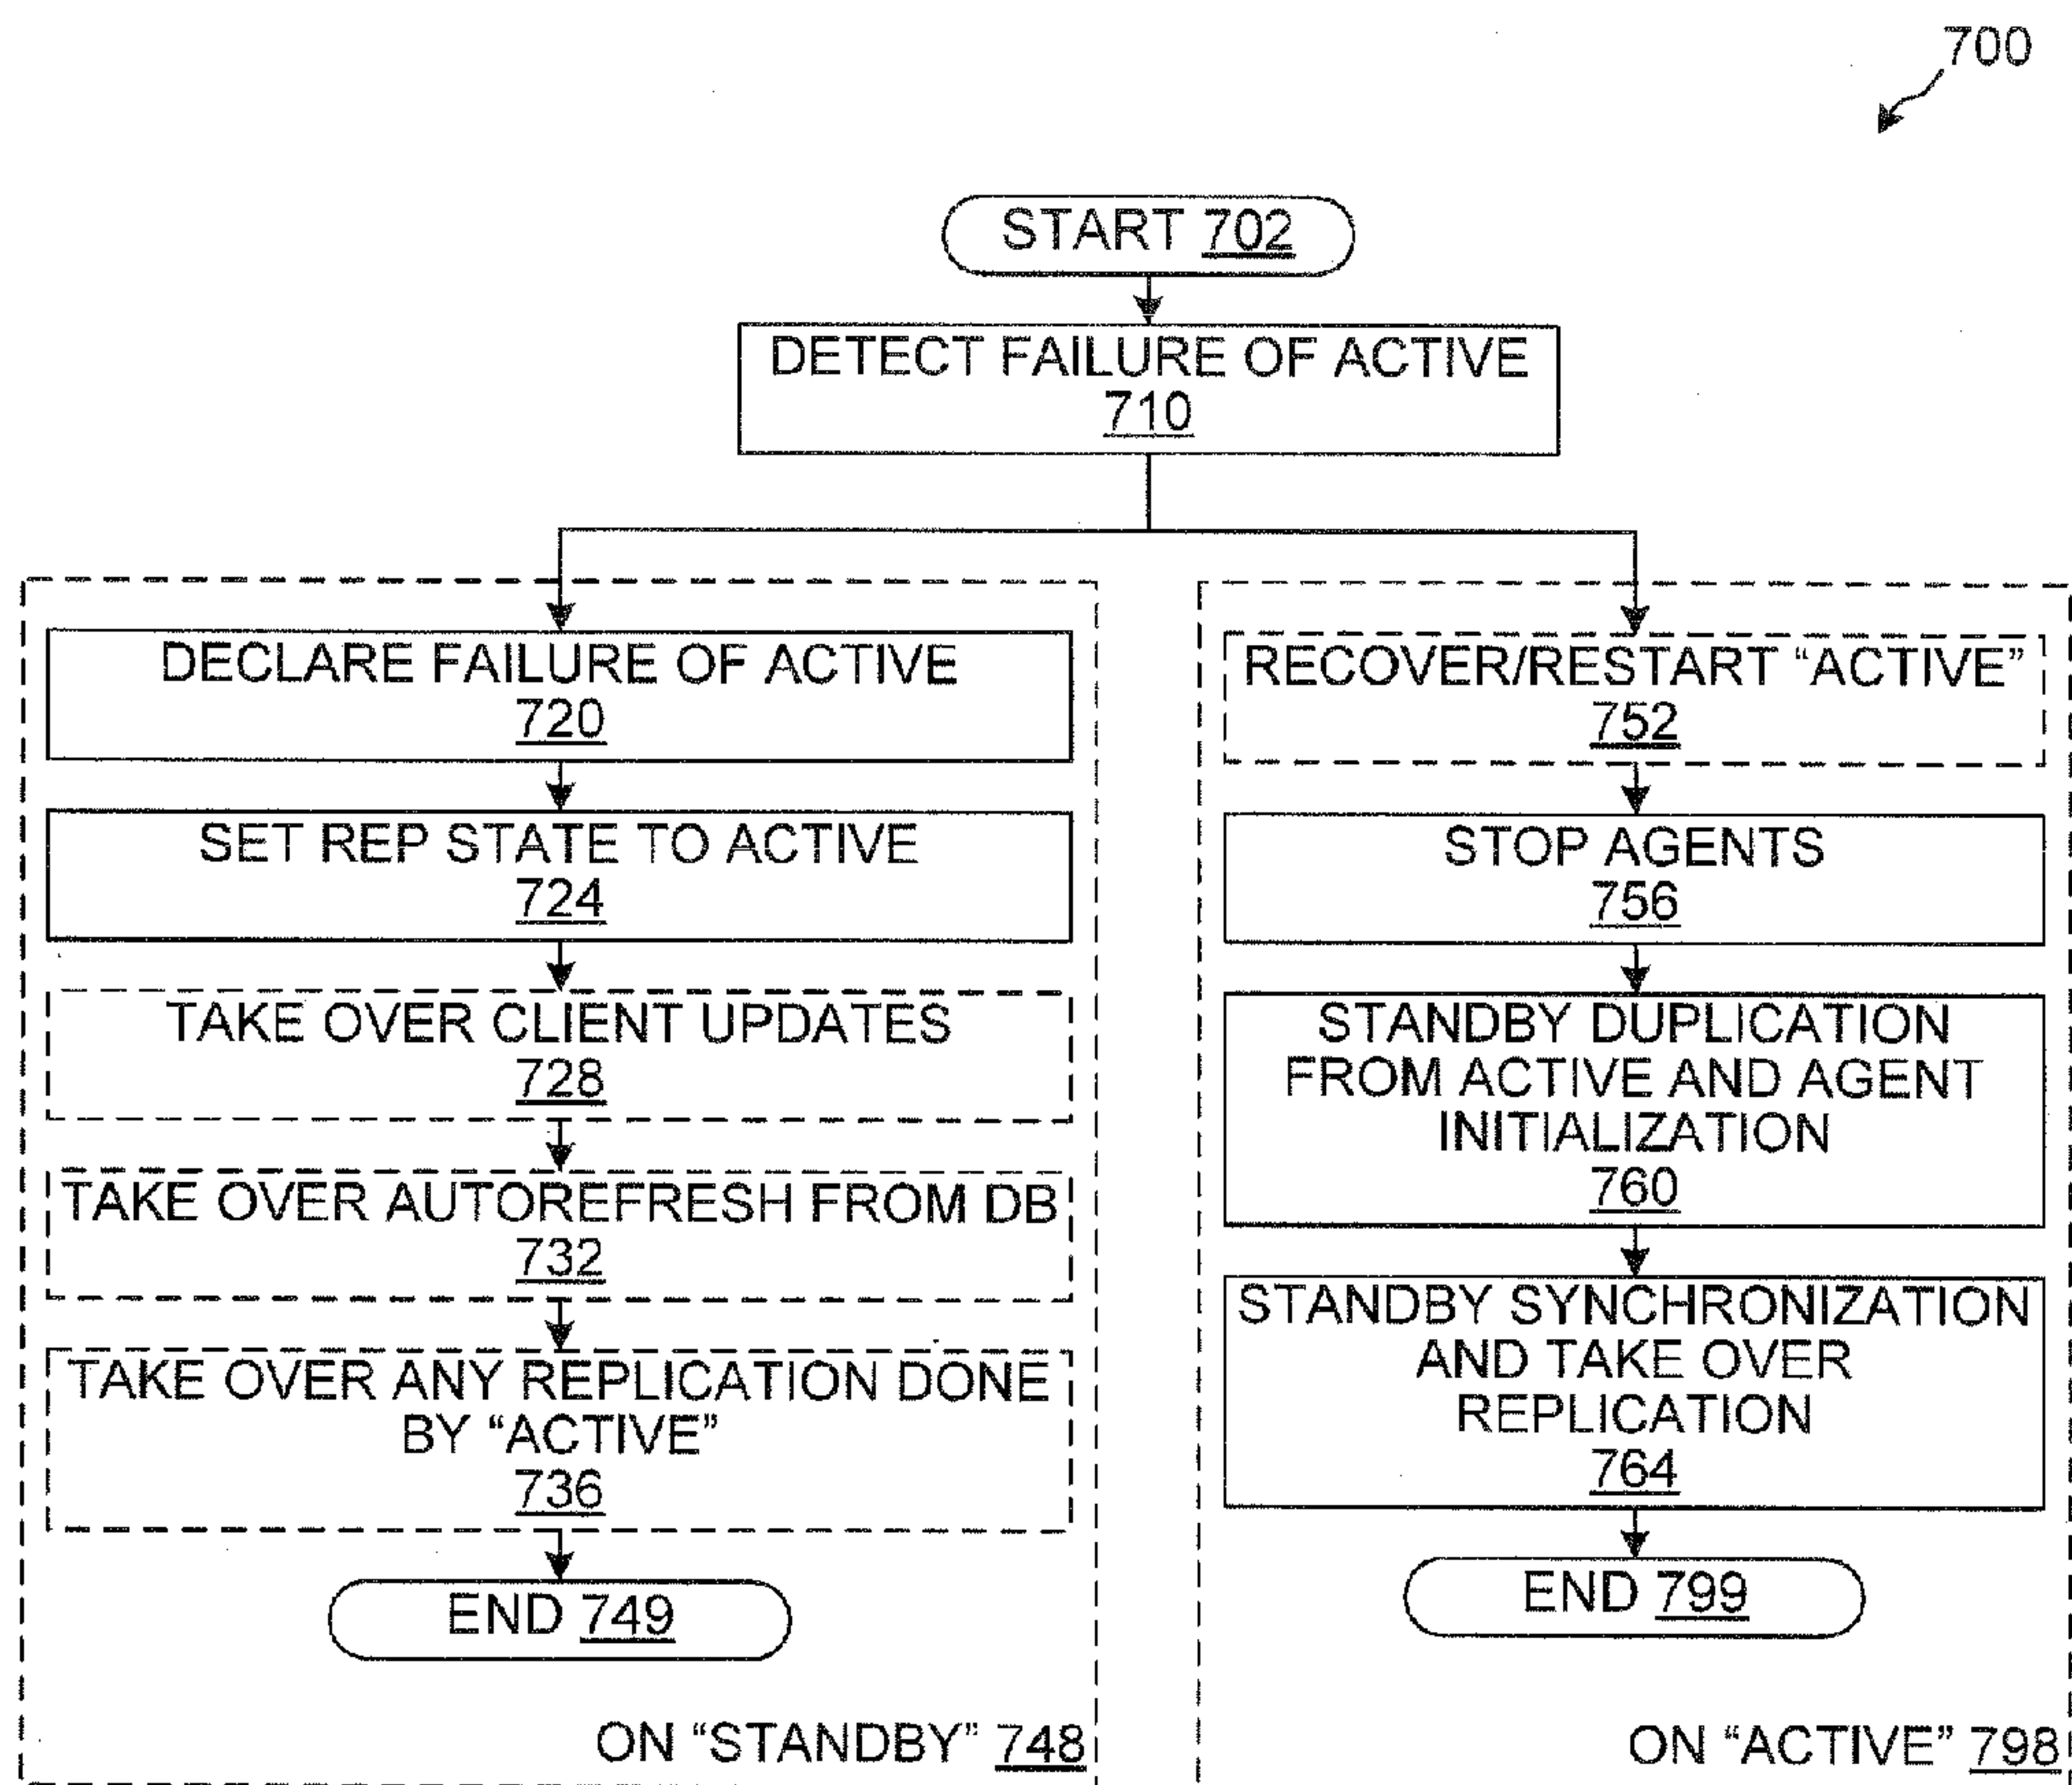 700
START 702
DETECT FAILURE OF ACTIVE
710
DECLARE FAILURE OF ACTIVE
720
SET REP STATE TO ACTIVE
724
TAKE OVER CLIENT UPDATES
728
TAKE OVER AUTOREFRESH FROM DB
732
TAKE OVER ANY REPLICATION DONE
BY “ACTIVE”
736
END 749
ON “STANDBY” 748
RECOVER/RESTART “ACTIVE”
752
STOP AGENTS
756
STANDBY DUPLICATION
FROM ACTIVE AND AGENT
INITIALIZATION
760
STANDBY SYNCHRONIZATION
AND TAKE OVER
REPLICATION
764
END 799
ON “ACTIVE” 798